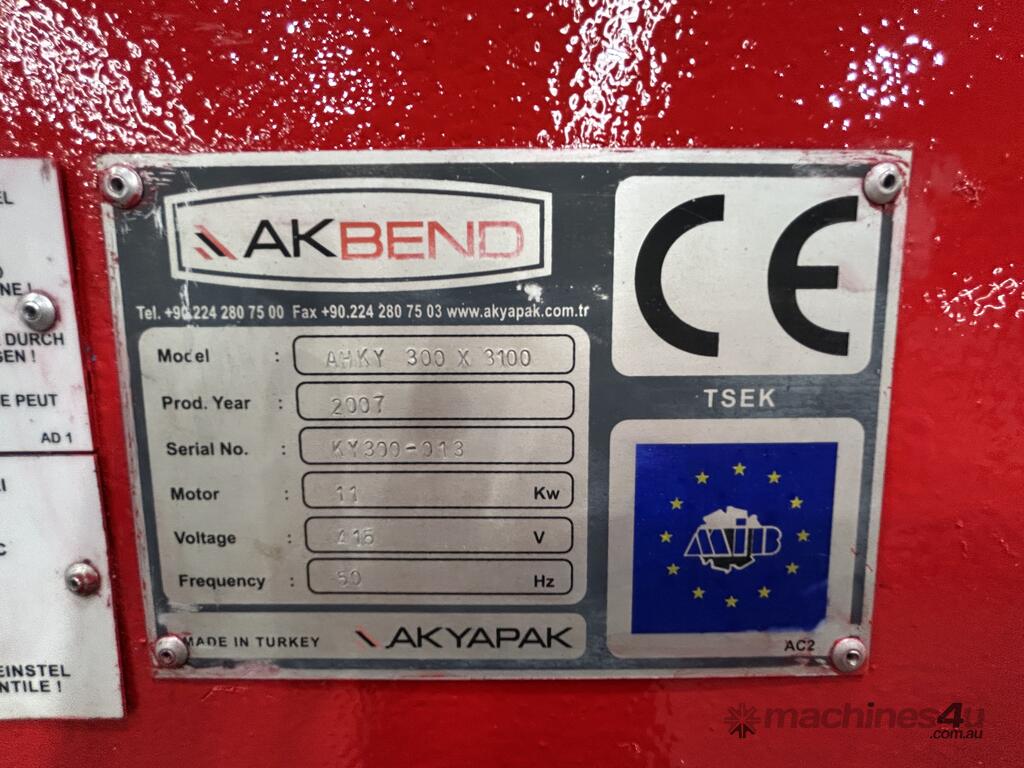 EL
NE !
DURCH
GEN !
E PEUT
AD 1
EINSTEL
NTILE !
AKBEND
Tel. +90.224 280 75 00 Fax +90.224 280 75 03 www.akyapak.com.tr
Model AHKY 300 X 3100
Prod. Year : 2007
Serial No. : KY300-013
Motor : 11 Kw
Voltage : 415 V
Frequency : 50 Hz
MADE IN TURKEY AKYAPAK
CE
TSEK
MIB
AC2
machines4u
.com.au